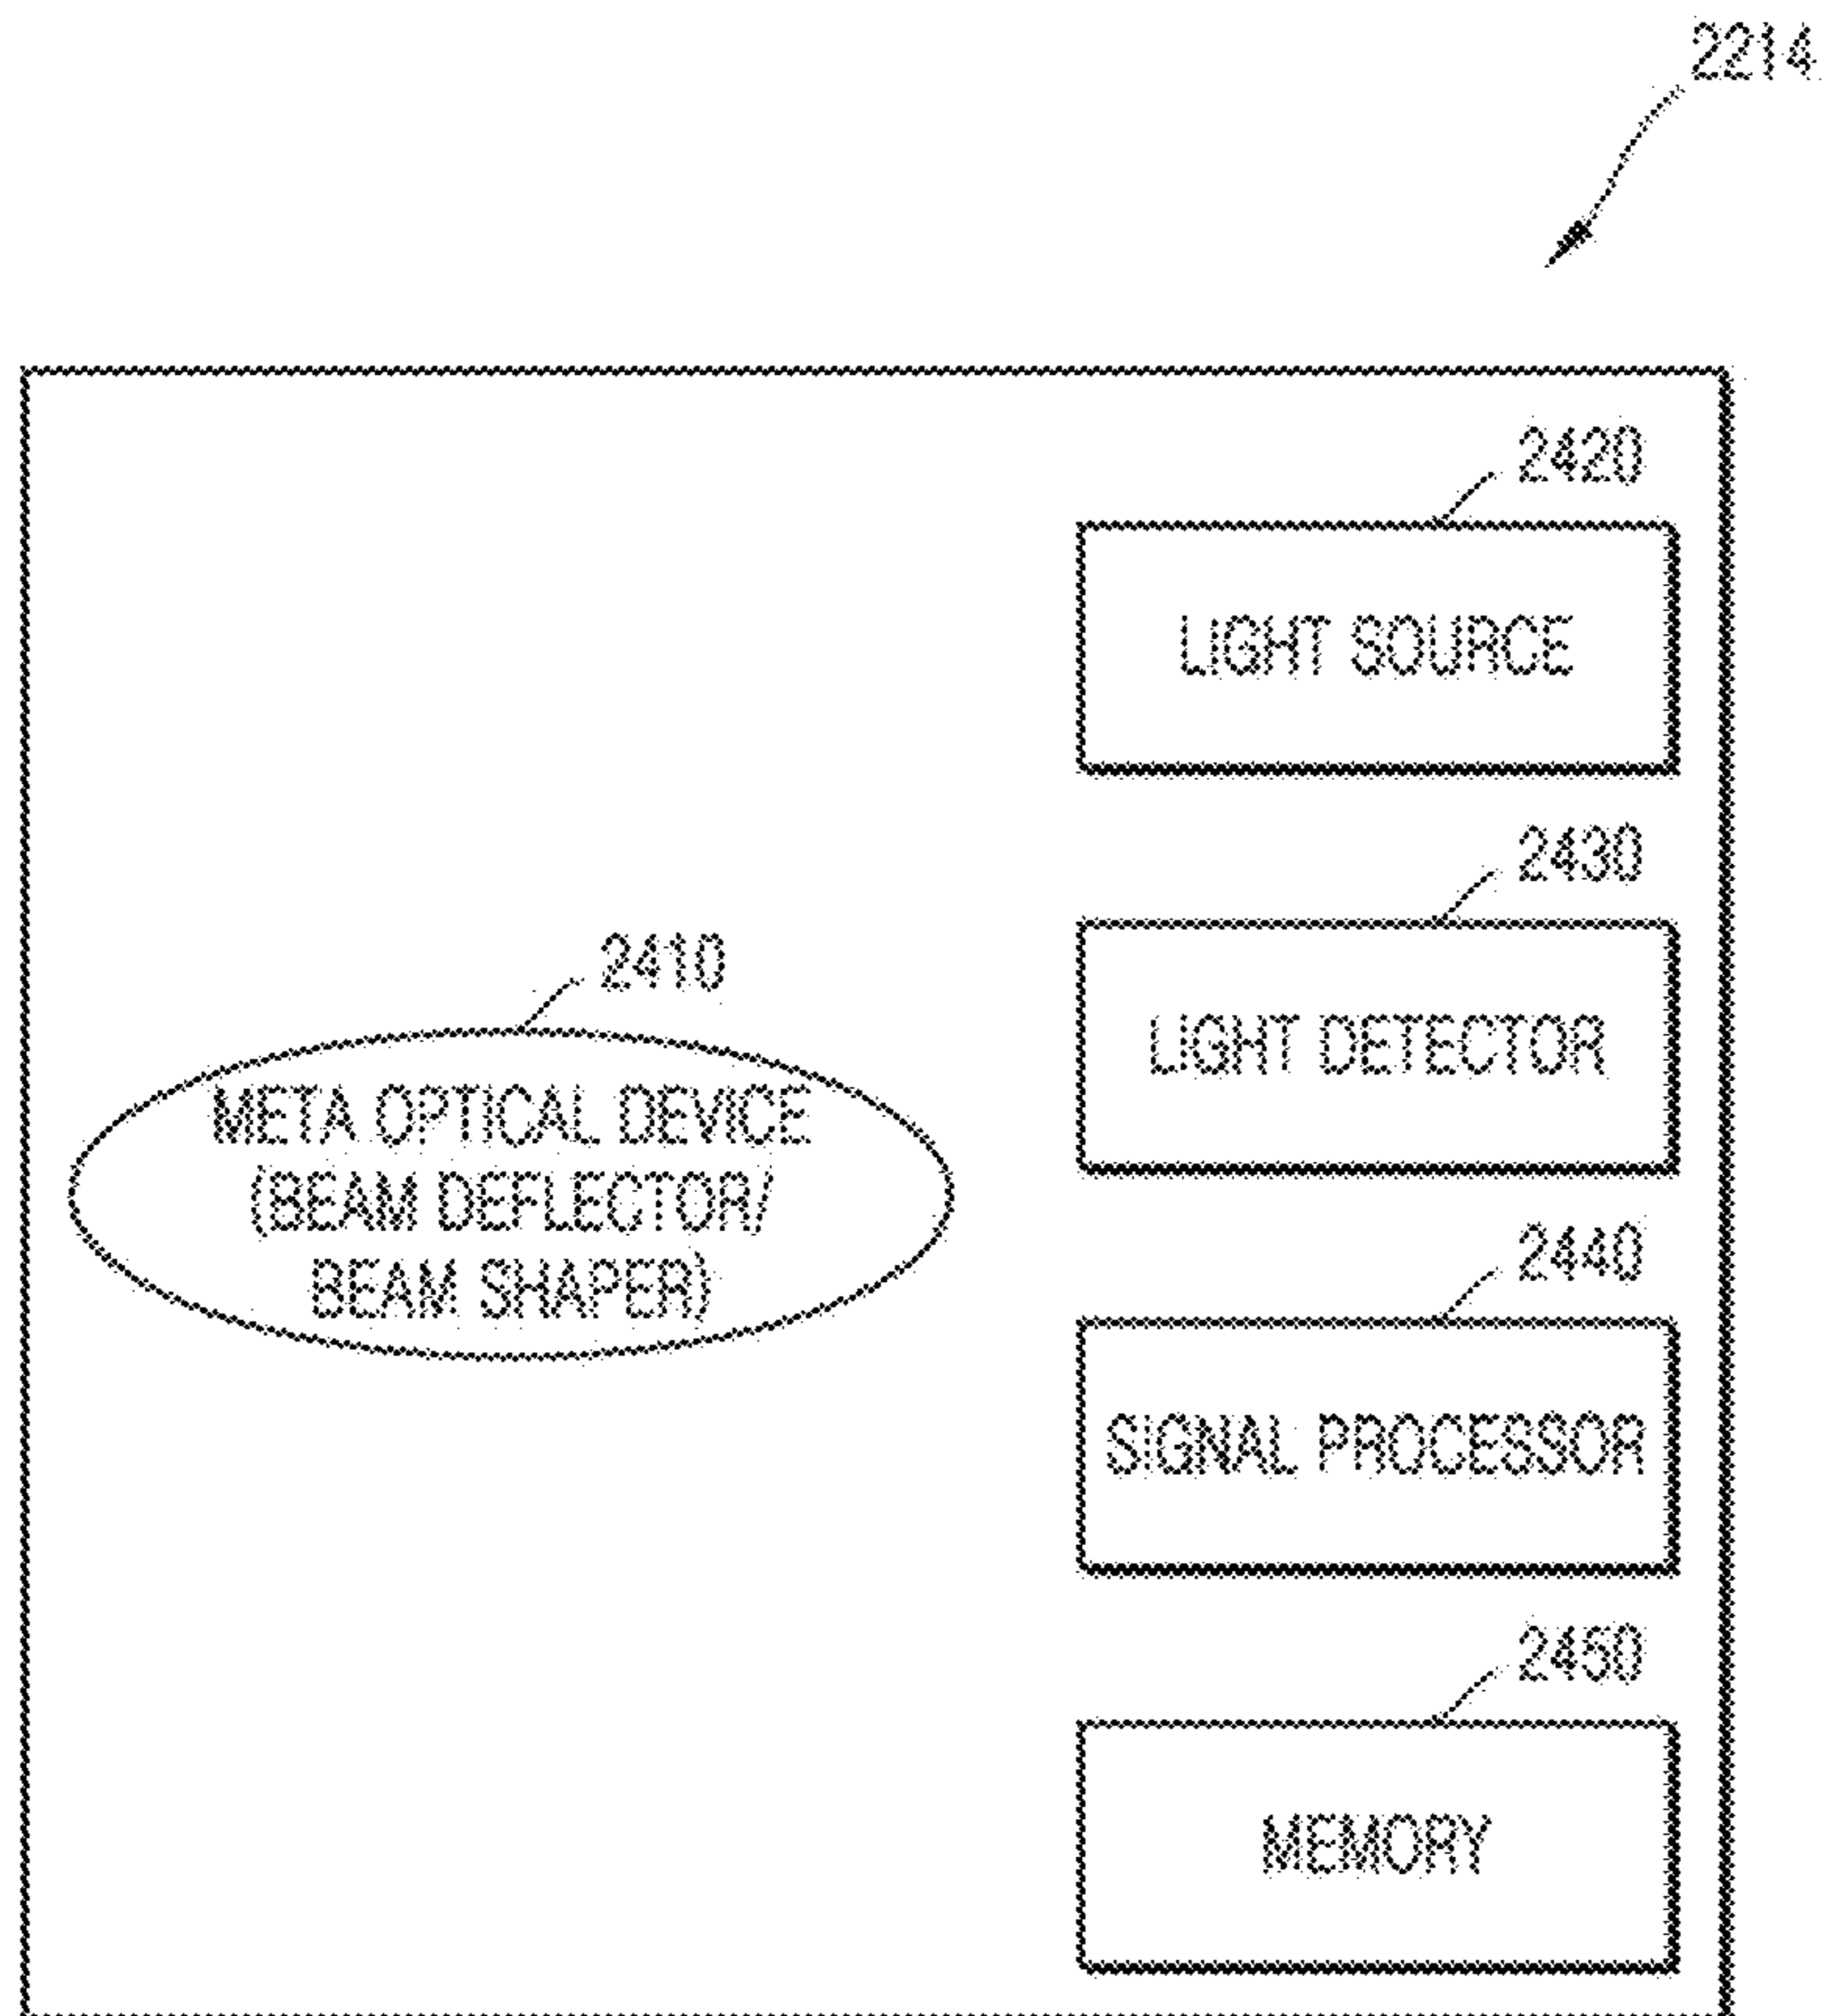 2214
2420
LIGHT SOURCE
2430
LIGHT DETECTOR
2410
META OPTICAL DEVICE
(BEAM DEFLECTOR/
BEAM SHAPER)
2440
SIGNAL PROCESSOR
2450
MEMORY